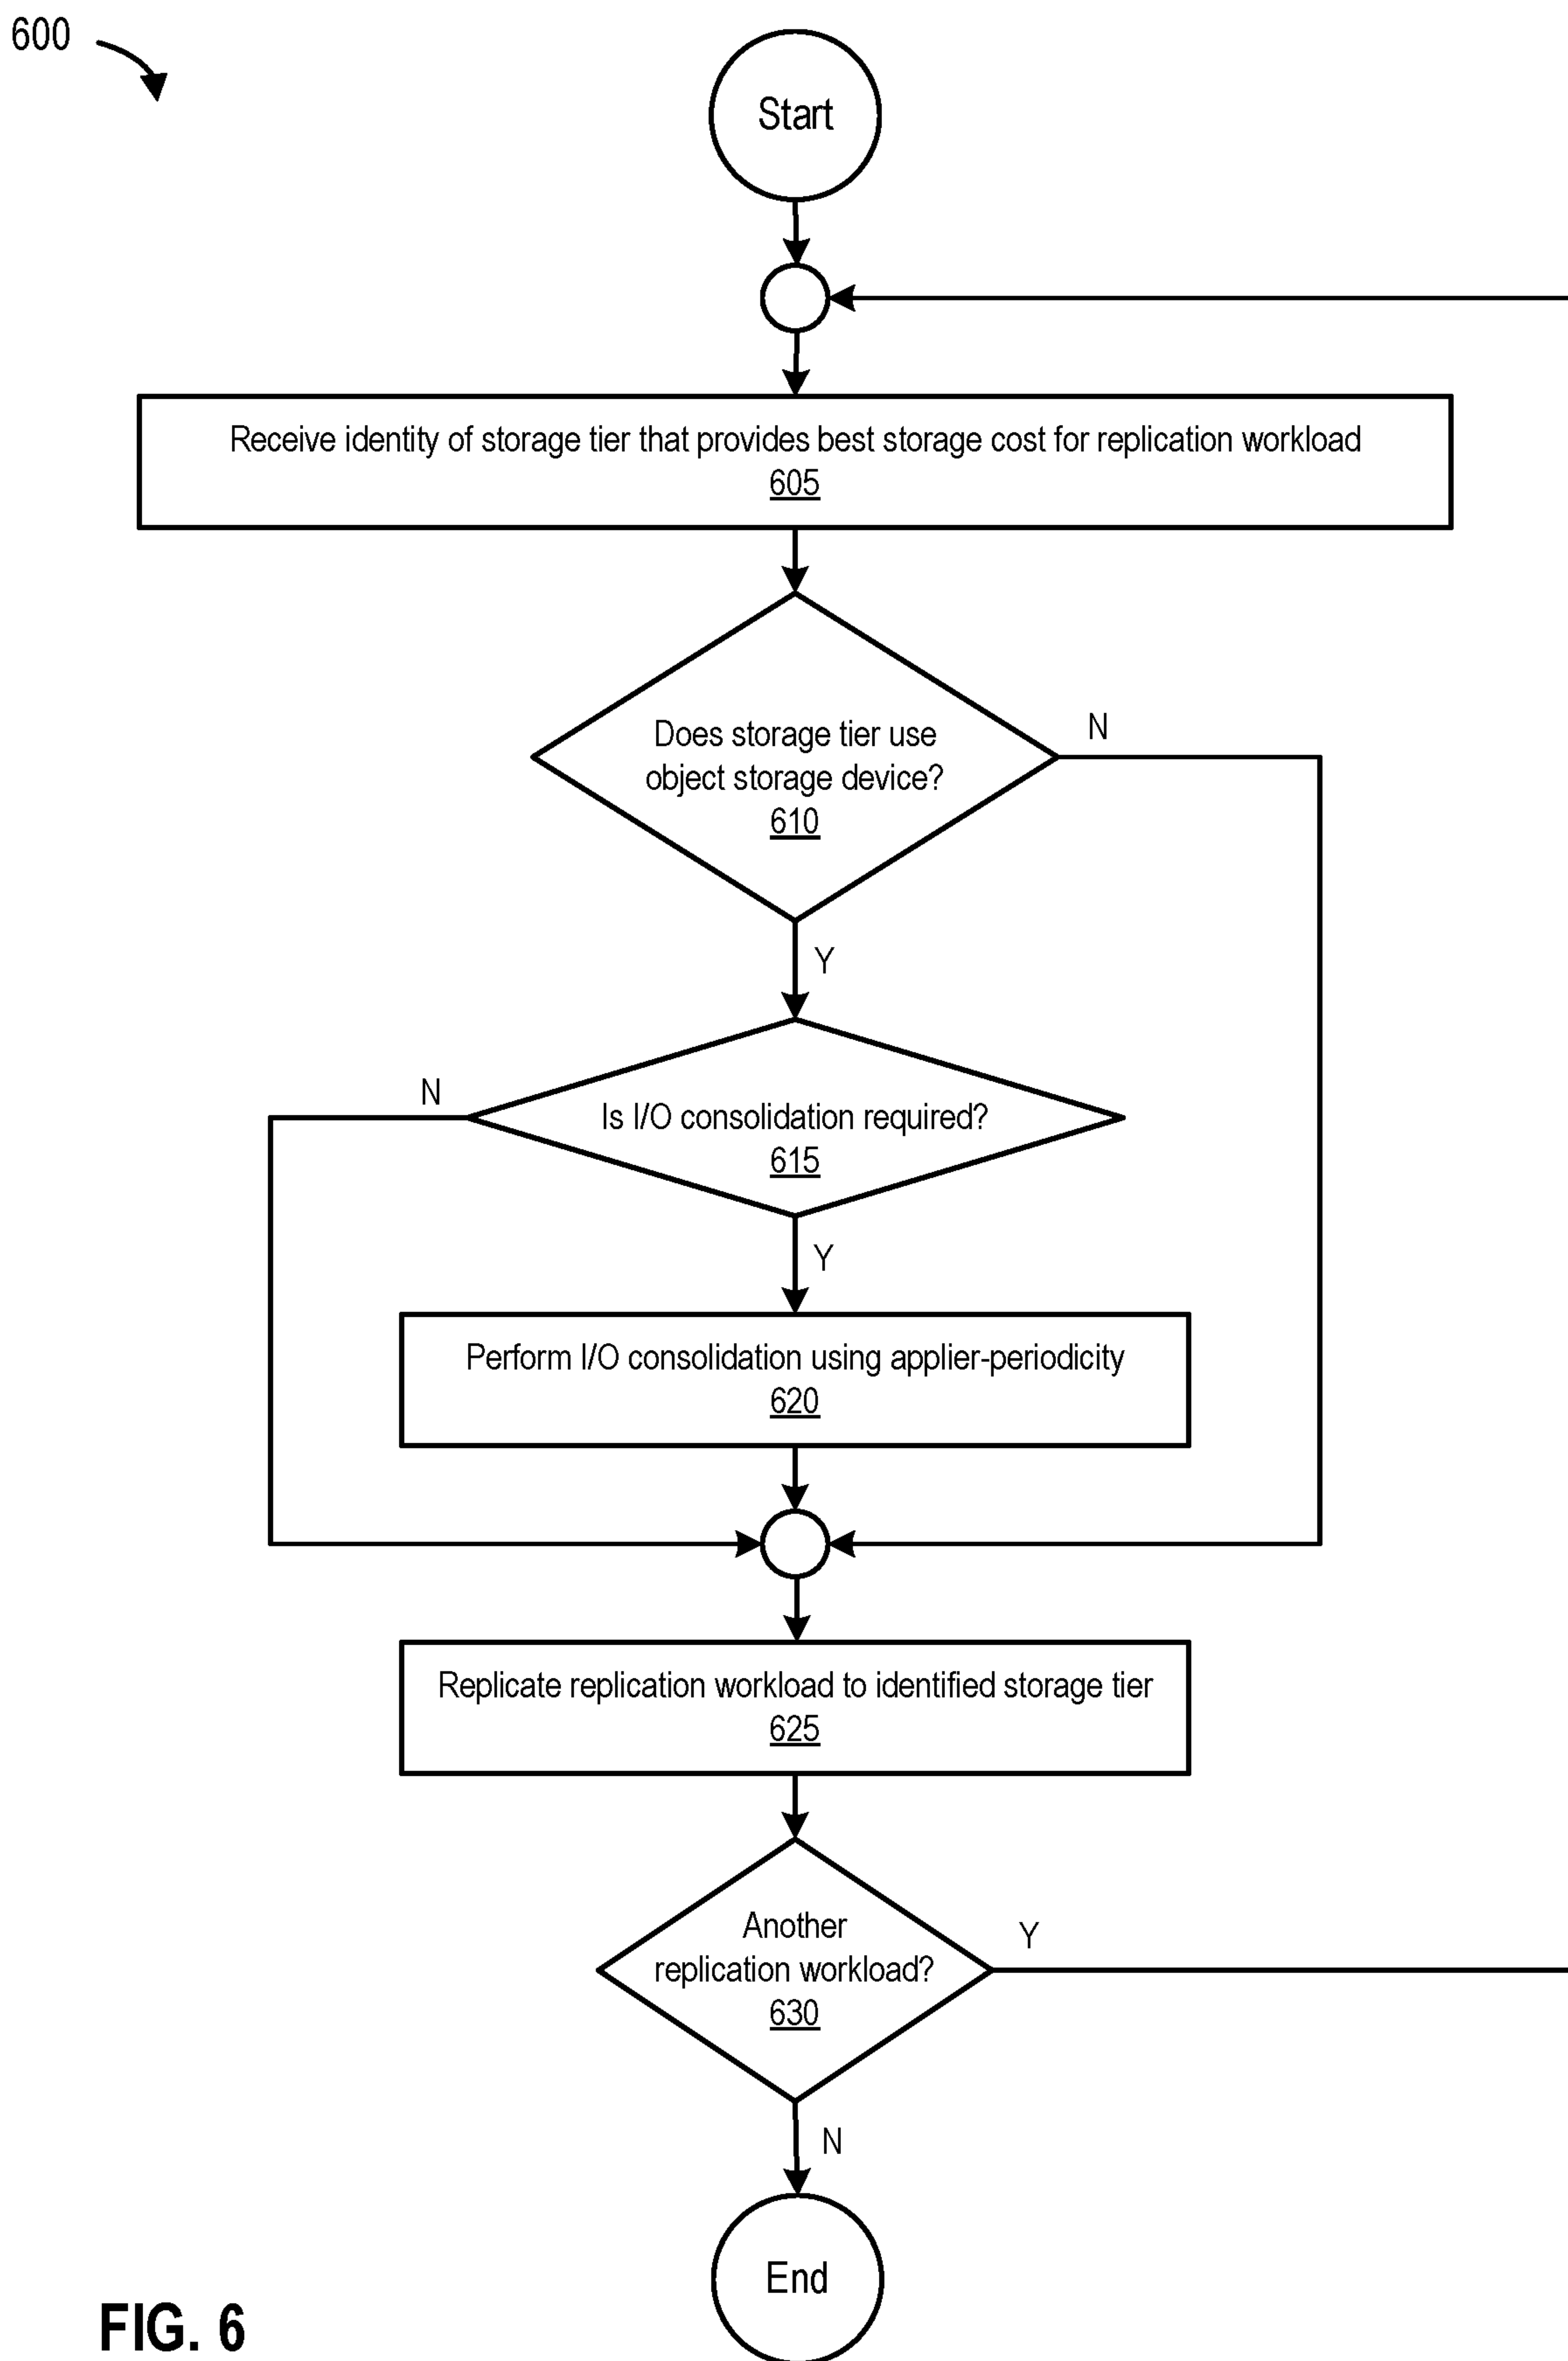 600
Start
Receive identity of storage tier that provides best storage cost for replication workload
605
Does storage tier use
object storage device?
610
N
Y
N
Is I/O consolidation required?
615
Y
Perform I/O consolidation using applier-periodicity
620
Replicate replication workload to identified storage tier
625
Another
replication workload?
630
Y
N
End
FIG. 6